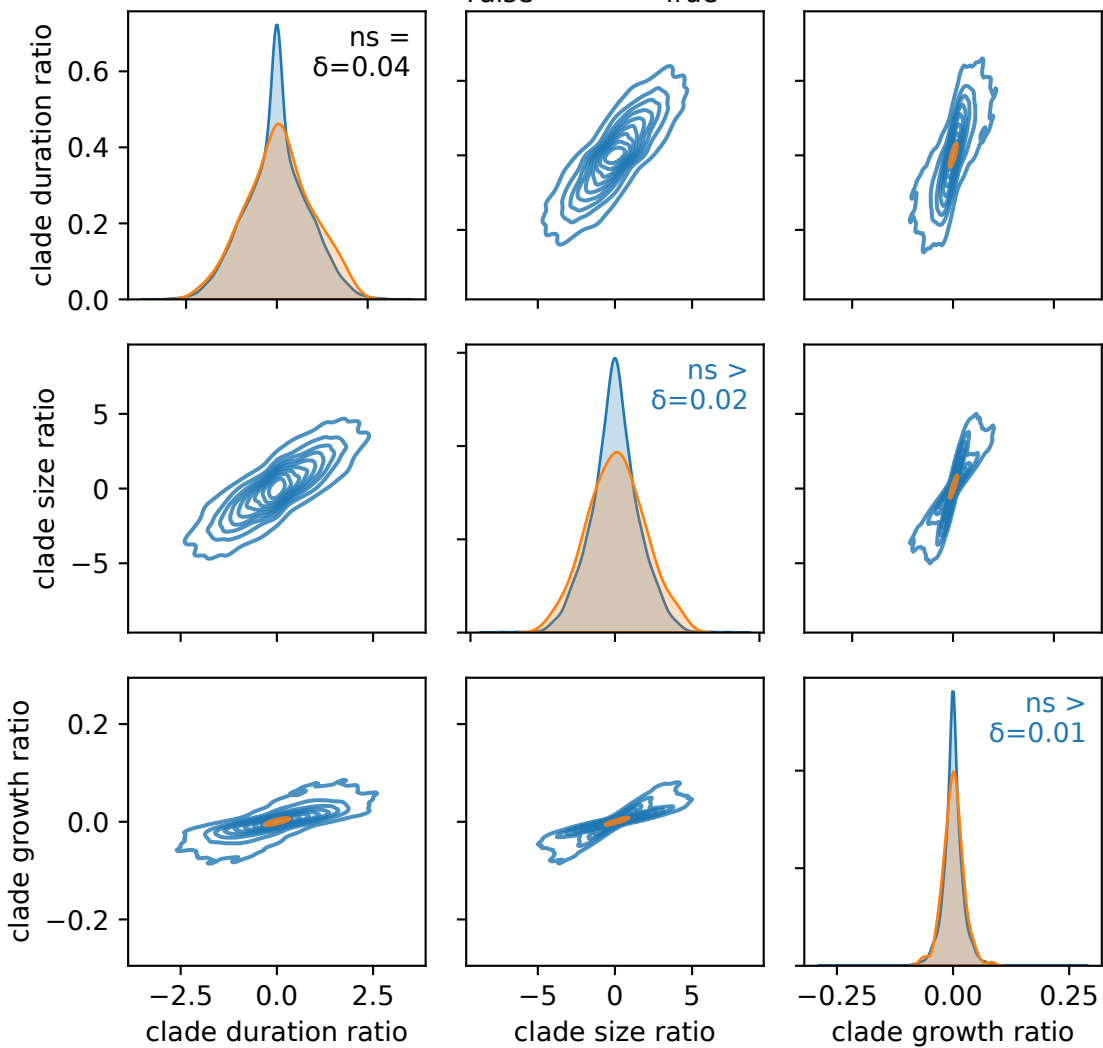 clade duration ratio
0.6
0.4
0.2
0.0
ns =
δ=0.04
clade size ratio
5
0
−5
ns >
δ=0.02
clade growth ratio
0.2
0.0
−0.2
ns >
δ=0.01
−2.5
0.0
2.5
−5
0
5
−0.25
0.00
0.25
clade duration ratio
clade size ratio
clade growth ratio